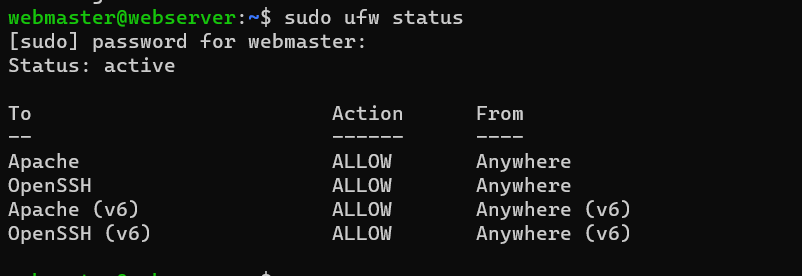 webmaster@webserver:~$ sudo ufw status
[sudo] password for webmaster:
Status: active
To Action From
-- ------ ----
Apache ALLOW Anywhere
OpenSSH ALLOW Anywhere
Apache (v6) ALLOW Anywhere (v6)
OpenSSH (v6) ALLOW Anywhere (v6)